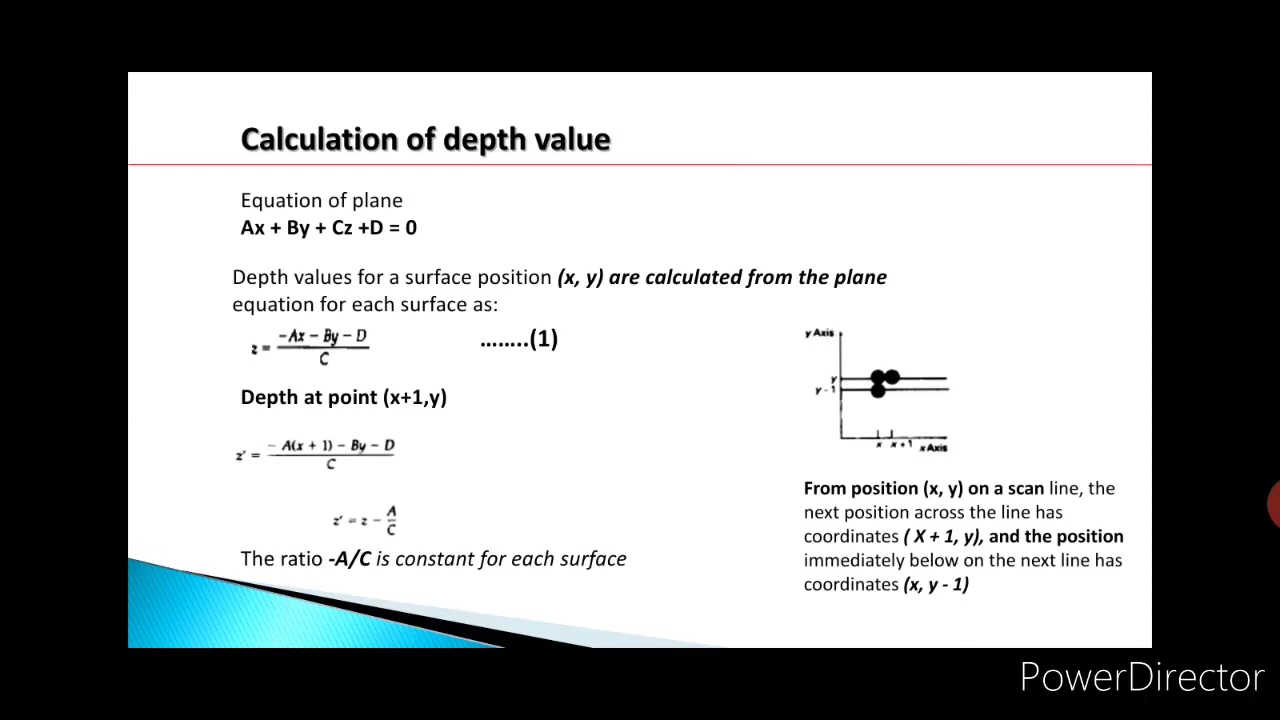 Calculation of depth value
Equation of plane
Ax + By + Cz +D = 0
Depth values for a surface position (x, y) are calculated from the plane
equation for each surface as:
z = (-Ax - By - D) / C ........(1)
Depth at point (x+1,y)
z' = (- A(x + 1) - By - D) / C
z' = z - A/C
The ratio -A/C is constant for each surface
y Axis
y
y - 1
x x + 1 x Axis
From position (x, y) on a scan line, the
next position across the line has
coordinates ( X + 1, y), and the position
immediately below on the next line has
coordinates (x, y - 1)
PowerDirector